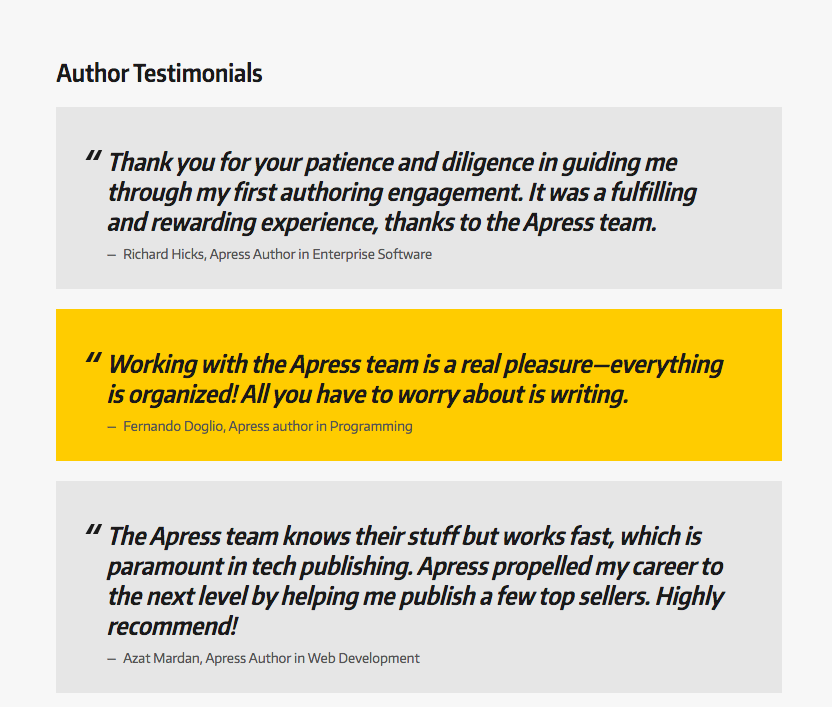 Author Testimonials
“ Thank you for your patience and diligence in guiding me
through my first authoring engagement. It was a fulfilling
and rewarding experience, thanks to the Apress team.
– Richard Hicks, Apress Author in Enterprise Software
“ Working with the Apress team is a real pleasure—everything
is organized! All you have to worry about is writing.
– Fernando Doglio, Apress author in Programming
“ The Apress team knows their stuff but works fast, which is
paramount in tech publishing. Apress propelled my career to
the next level by helping me publish a few top sellers. Highly
recommend!
– Azat Mardan, Apress Author in Web Development